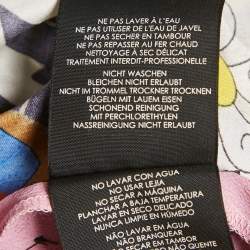 NE PAS LAVER À L'EAU
NE PAS UTILISER DE L'EAU DE JAVEL
NE PAS SECHER EN TAMBOUR
NE PAS REPASSER AU FER CHAUD
NETTOYAGE À SEC DÉLICAT
TRAITEMENT INTERDIT-PROFESSIONEL
NICHT WASCHEN
BLEICHEN NICHT ERLAUBT
NICHT IM TROMMEL TROCKNER TROCKNEN
BÜGELN MIT LAUEM EISEN
SCHONEND REINIGUNG
MIT PERCHLORETHYLEN
NASSREINIGUNG NICHT ERLAUBT
NO LAVAR CON AGUA
NO USAR LEJIA
NO SECAR A MÁQUINA
PLANCHAR A BAJA TEMPERATURA
LAVAR EN SECO DELICADO
NUNCA LIMPIE EN HÚMEDO
NÃO LAVAR EM ÁGUA
NÃO BRANQUEAR
NÃO SECAR EM TAMBOR